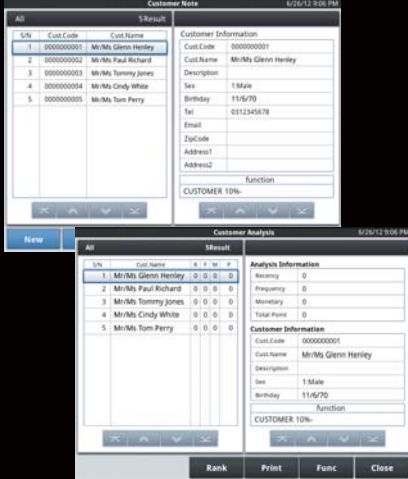 Customer Note 6/26/12 9:06 PM
All 5 Result
S/N Cust.Code Cust.Name
1 0000000001 Mr/Ms Glenn Henley
2 0000000002 Mr/Ms Paul Richard
3 0000000003 Mr/Ms Tommy Jones
4 0000000004 Mr/Ms Cindy White
5 0000000005 Mr/Ms Tom Perry
Customer Information
Cust.Code 0000000001
Cust.Name Mr/Ms Glenn Henley
Description
Sex 1:Male
Birthday 11/6/70
Tel 0312345678
Email
ZipCode
Address1
Address2
function
CUSTOMER 10%-
New
Customer Analysis 6/26/12 9:06 PM
All 5Result
S/N Cust.Name R F M P
1 Mr/Ms Glenn Henley 0 0 0 0
2 Mr/Ms Paul Richard 0 0 0 0
3 Mr/Ms Tommy Jones 0 0 0 0
4 Mr/Ms Cindy White 0 0 0 0
5 Mr/Ms Tom Perry 0 0 0 0
Analysis Information
Recency 0
Frequency 0
Monetary 0
Total Point 0
Customer Information
Cust.Code 0000000001
Cust.Name Mr/Ms Glenn Henley
Description
Sex 1:Male
Birthday 11/6/70
function
CUSTOMER 10%-
Rank Print Func Close